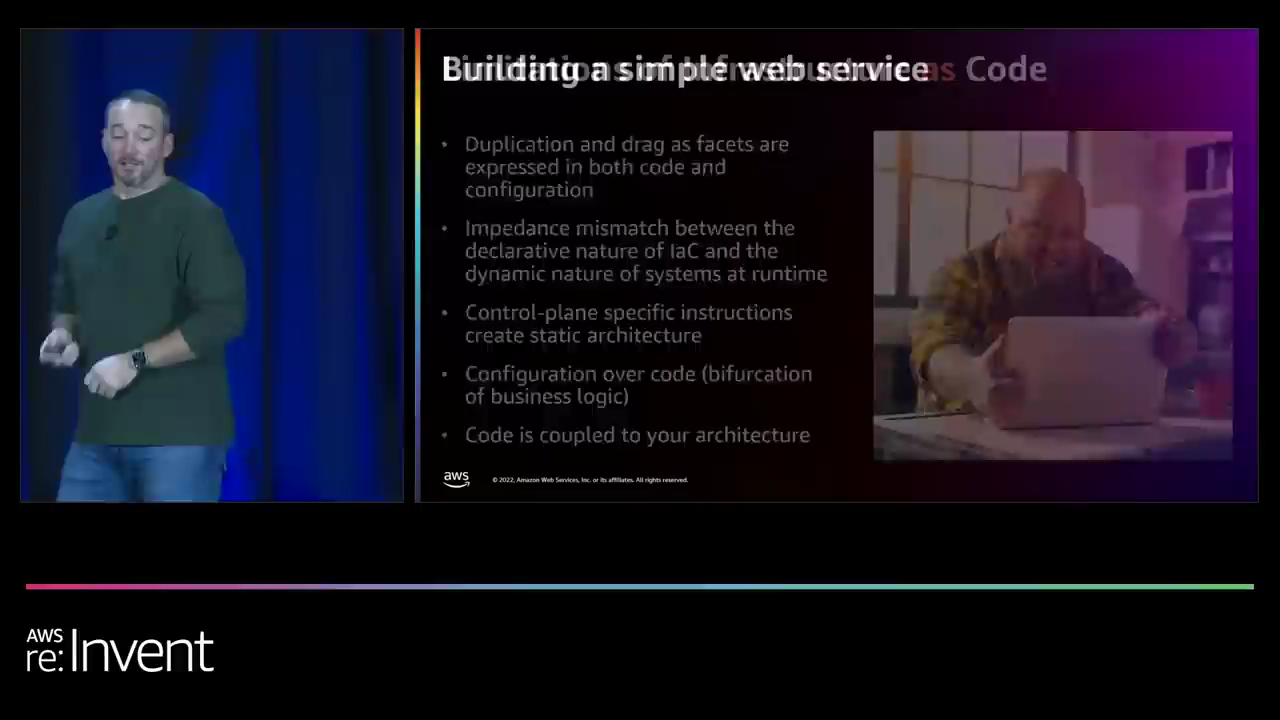 Building a simple web service
as Code
• Duplication and drag as facets are
expressed in both code and
configuration
• Impedance mismatch between the
declarative nature of IaC and the
dynamic nature of systems at runtime
• Control-plane specific instructions
create static architecture
• Configuration over code (bifurcation
of business logic)
• Code is coupled to your architecture
aws
© 2022, Amazon Web Services, Inc. or its affiliates. All rights reserved.
AWS
re:Invent